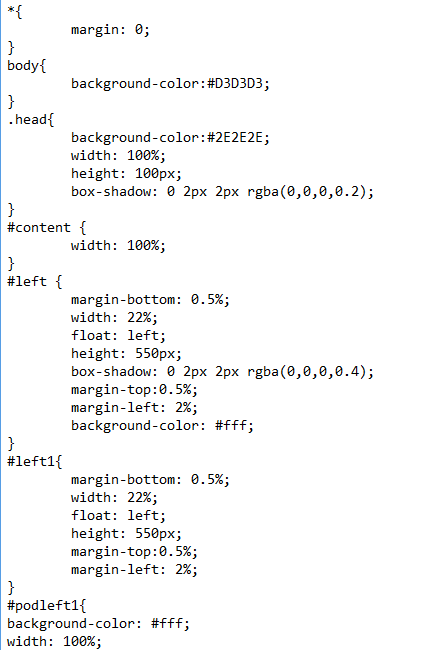 *{
        margin: 0;
}
body{
        background-color:#D3D3D3;
}
.head{
        background-color:#2E2E2E;
        width: 100%;
        height: 100px;
        box-shadow: 0 2px 2px rgba(0,0,0,0.2);
}
#content {
        width: 100%;
}
#left {
        margin-bottom: 0.5%;
        width: 22%;
        float: left;
        height: 550px;
        box-shadow: 0 2px 2px rgba(0,0,0,0.4);
        margin-top:0.5%;
        margin-left: 2%;
        background-color: #fff;
}
#left1{
        margin-bottom: 0.5%;
        width: 22%;
        float: left;
        height: 550px;
        margin-top:0.5%;
        margin-left: 2%;
}
#podleft1{
background-color: #fff;
width: 100%;